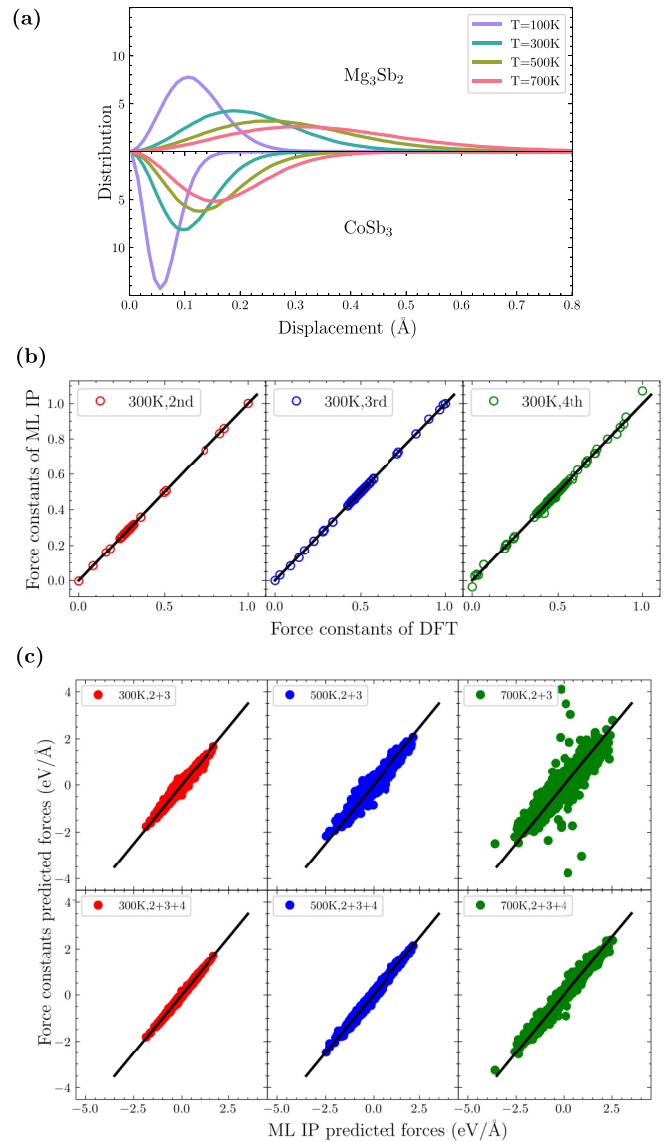 (a)
T=100K
T=300K
T=500K
T=700K
Mg₃Sb₂
CoSb₃
Distribution
10
5
5
10
0.0 0.1 0.2 0.3 0.4 0.5 0.6 0.7 0.8
Displacement (Å)
(b)
300K,2nd
300K,3rd
300K,4th
Force constants of ML IP
1.0
0.8
0.6
0.4
0.2
0.0
0.0 0.5 1.0 0.0 0.5 1.0 0.0 0.5 1.0
Force constants of DFT
(c)
300K,2+3
500K,2+3
700K,2+3
4
2
0
−2
−4
Force constants predicted forces (eV/Å)
300K,2+3+4
500K,2+3+4
700K,2+3+4
4
2
0
−2
−4
−5.0 −2.5 0.0 2.5 −5.0 −2.5 0.0 2.5 −5.0 −2.5 0.0 2.5
ML IP predicted forces (eV/Å)